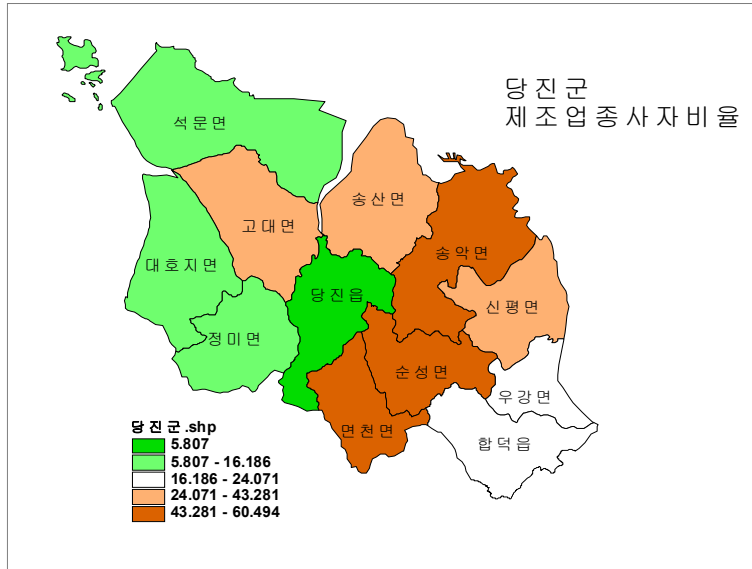 당진군
제조업종사자비율
석문면
송산면
고대면
송악면
대호지면
당진읍
신평면
정미면
순성면
우강면
면천면
합덕읍
당진군.shp
5.807
5.807 - 16.186
16.186 - 24.071
24.071 - 43.281
43.281 - 60.494